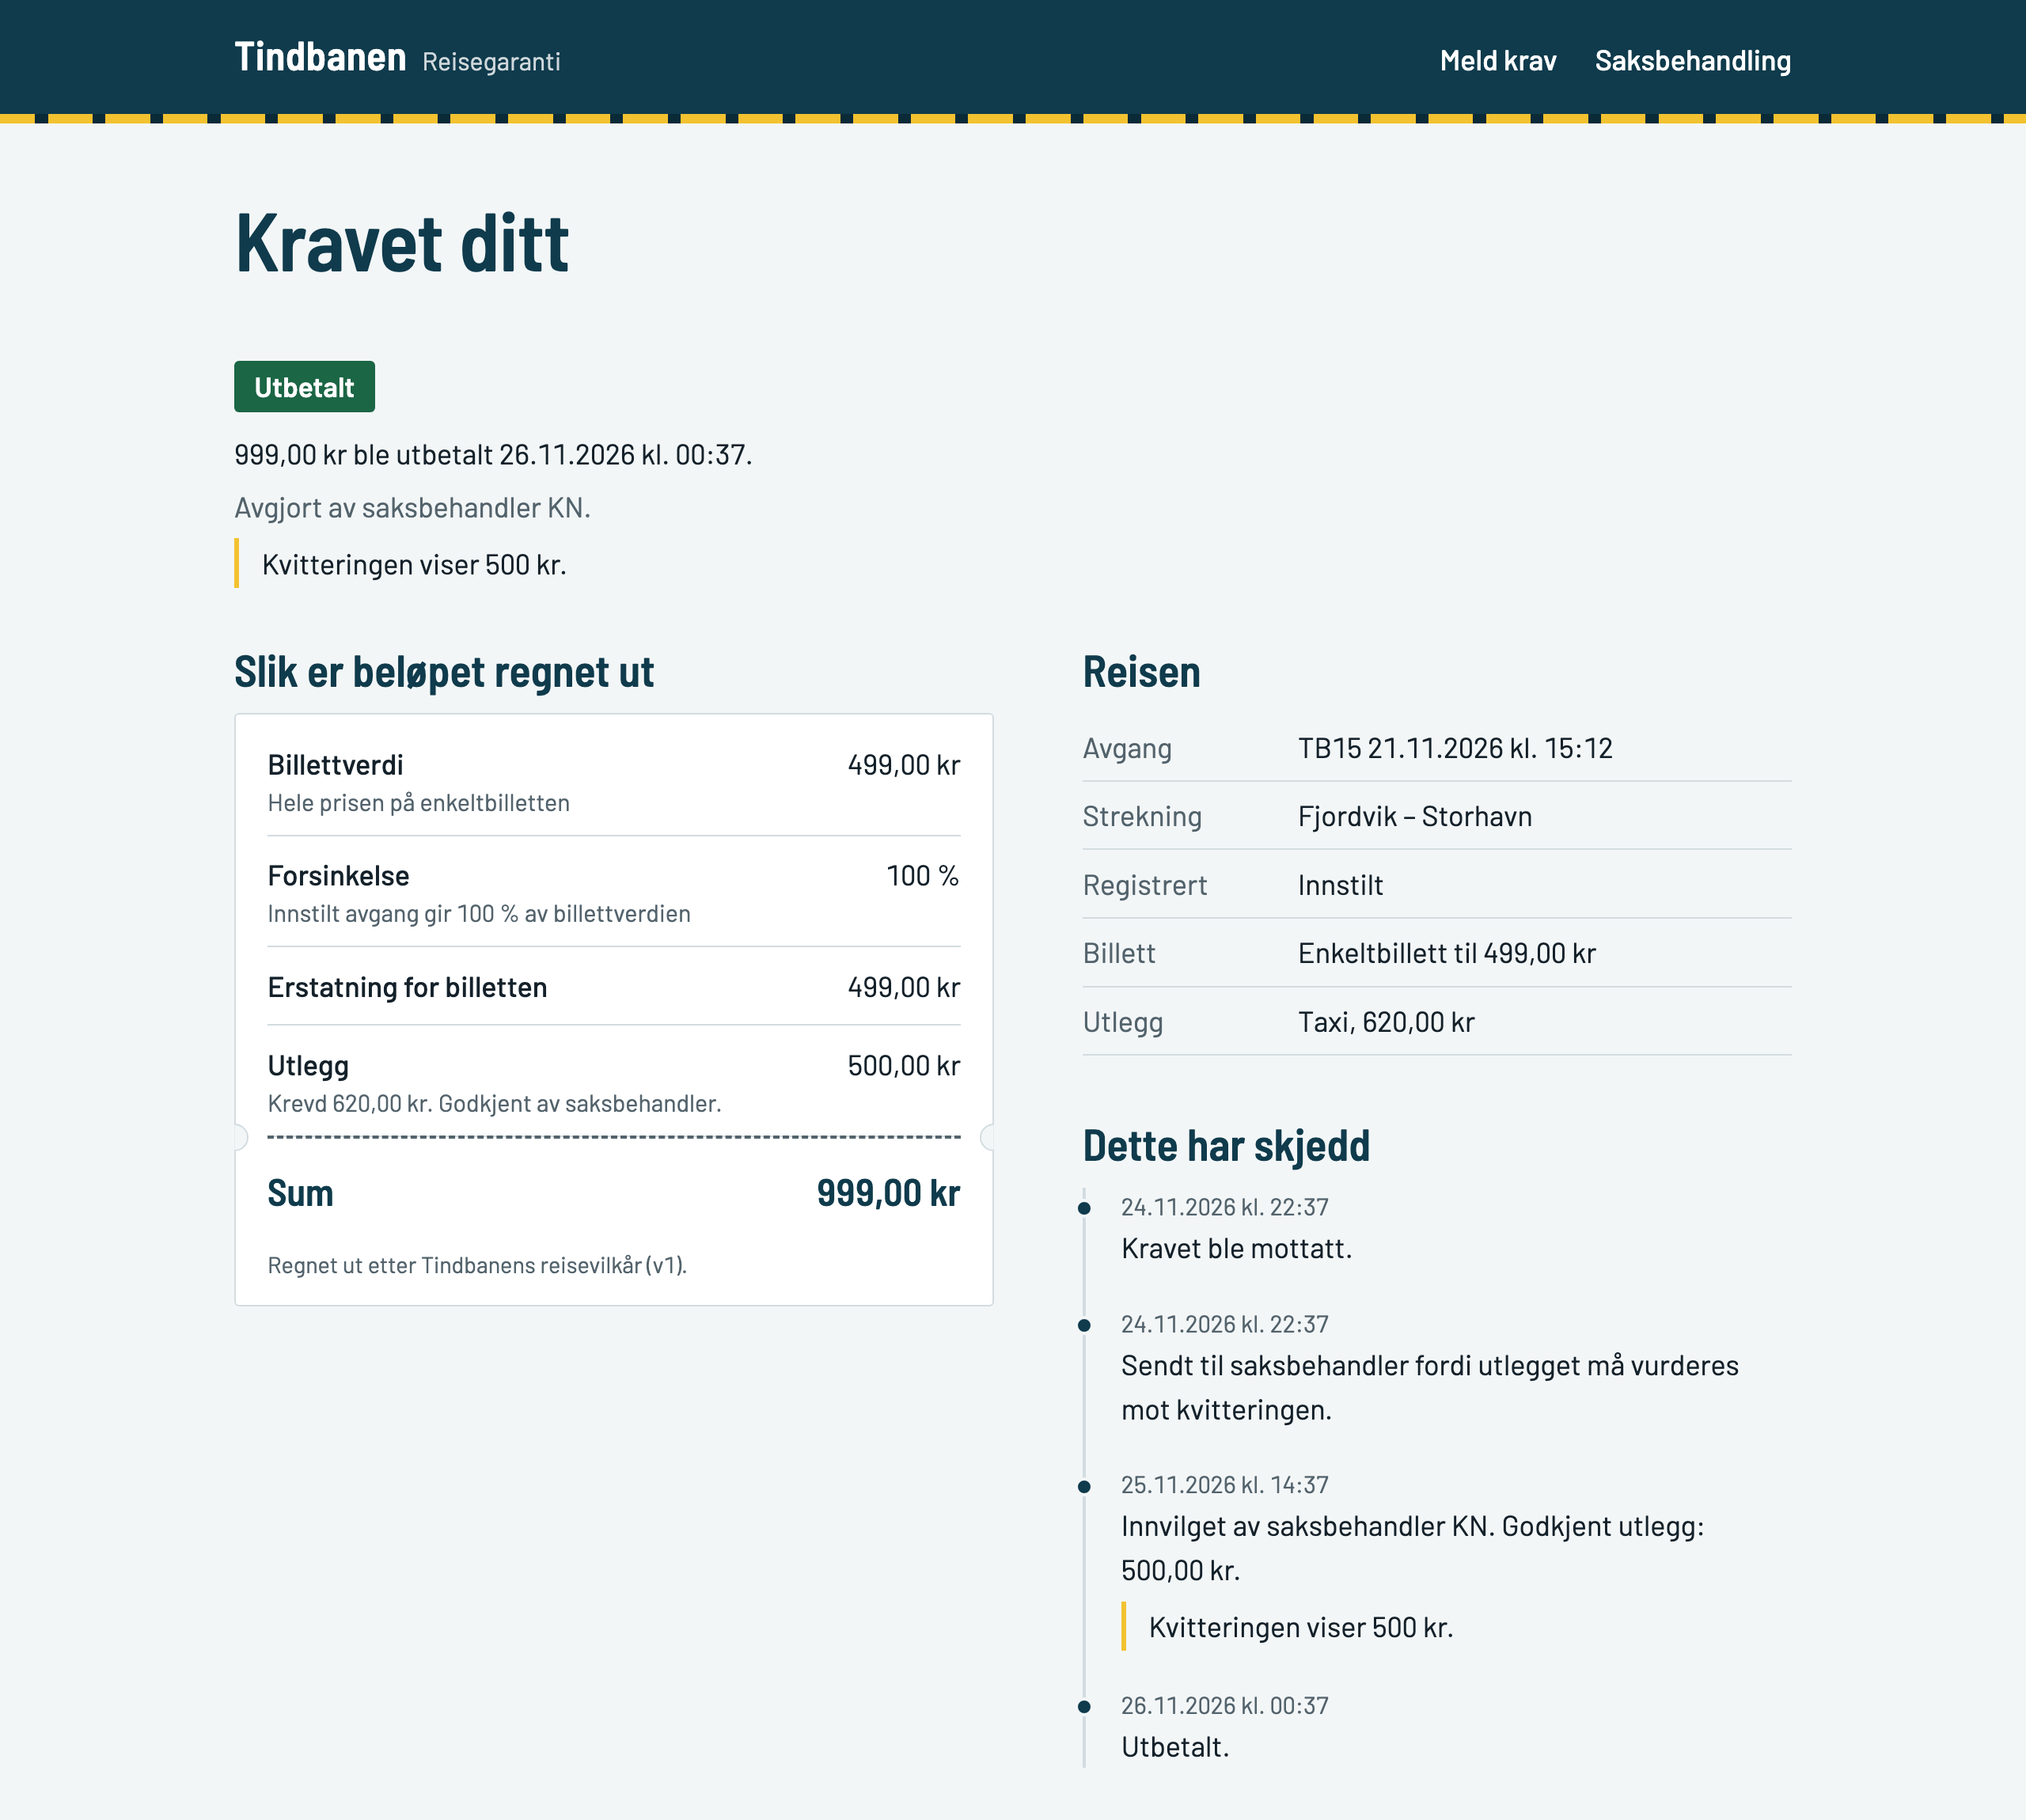 Tindbanen Reisegaranti
Meld krav Saksbehandling
Kravet ditt
Utbetalt
999,00 kr ble utbetalt 26.11.2026 kl. 00:37.
Avgjort av saksbehandler KN.
Kvitteringen viser 500 kr.
Slik er beløpet regnet ut
Billettverdi 499,00 kr
Hele prisen på enkeltbilletten
Forsinkelse 100 %
Innstilt avgang gir 100 % av billettverdien
Erstatning for billetten 499,00 kr
Utlegg 500,00 kr
Krevd 620,00 kr. Godkjent av saksbehandler.
Sum 999,00 kr
Regnet ut etter Tindbanens reisevilkår (v1).
Reisen
Avgang TB15 21.11.2026 kl. 15:12
Strekning Fjordvik – Storhavn
Registrert Innstilt
Billett Enkeltbillett til 499,00 kr
Utlegg Taxi, 620,00 kr
Dette har skjedd
24.11.2026 kl. 22:37
Kravet ble mottatt.
24.11.2026 kl. 22:37
Sendt til saksbehandler fordi utlegget må vurderes
mot kvitteringen.
25.11.2026 kl. 14:37
Innvilget av saksbehandler KN. Godkjent utlegg:
500,00 kr.
Kvitteringen viser 500 kr.
26.11.2026 kl. 00:37
Utbetalt.